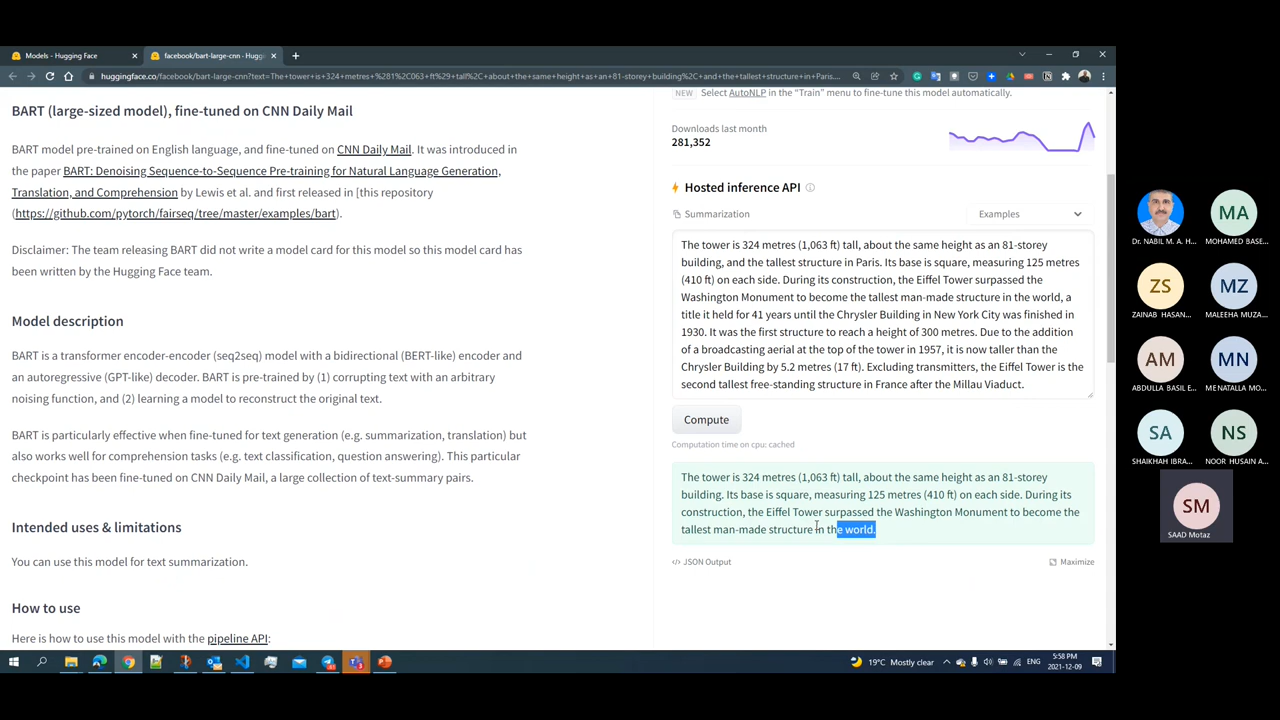 Models - Hugging Face
facebook/bart-large-cnn · Hugg
huggingface.co/facebook/bart-large-cnn?text=The+tower+is+324+metres+%281%2C063+ft%29+tall%2C+about+the+same+height+as+an+81-storey+building%2C+and+the+tallest+structure+in+Paris....
BART (large-sized model), fine-tuned on CNN Daily Mail
BART model pre-trained on English language, and fine-tuned on CNN Daily Mail. It was introduced in
the paper BART: Denoising Sequence-to-Sequence Pre-training for Natural Language Generation,
Translation, and Comprehension by Lewis et al. and first released in [this repository
(https://github.com/pytorch/fairseq/tree/master/examples/bart).
Disclaimer: The team releasing BART did not write a model card for this model so this model card has
been written by the Hugging Face team.
Model description
BART is a transformer encoder-encoder (seq2seq) model with a bidirectional (BERT-like) encoder and
an autoregressive (GPT-like) decoder. BART is pre-trained by (1) corrupting text with an arbitrary
noising function, and (2) learning a model to reconstruct the original text.
BART is particularly effective when fine-tuned for text generation (e.g. summarization, translation) but
also works well for comprehension tasks (e.g. text classification, question answering). This particular
checkpoint has been fine-tuned on CNN Daily Mail, a large collection of text-summary pairs.
Intended uses & limitations
You can use this model for text summarization.
How to use
Here is how to use this model with the pipeline API:
NEW Select AutoNLP in the “Train” menu to fine-tune this model automatically.
Downloads last month
281,352
Hosted inference API
Summarization
Examples
The tower is 324 metres (1,063 ft) tall, about the same height as an 81-storey
building, and the tallest structure in Paris. Its base is square, measuring 125 metres
(410 ft) on each side. During its construction, the Eiffel Tower surpassed the
Washington Monument to become the tallest man-made structure in the world, a
title it held for 41 years until the Chrysler Building in New York City was finished in
1930. It was the first structure to reach a height of 300 metres. Due to the addition
of a broadcasting aerial at the top of the tower in 1957, it is now taller than the
Chrysler Building by 5.2 metres (17 ft). Excluding transmitters, the Eiffel Tower is the
second tallest free-standing structure in France after the Millau Viaduct.
Compute
Computation time on cpu: cached
The tower is 324 metres (1,063 ft) tall, about the same height as an 81-storey
building. Its base is square, measuring 125 metres (410 ft) on each side. During its
construction, the Eiffel Tower surpassed the Washington Monument to become the
tallest man-made structure in the world.
</> JSON Output
Maximize
19°C Mostly clear
ENG
5:58 PM
2021-12-09
Dr. NABIL M. A. H...
MA
MOHAMED BASE...
ZS
ZAINAB HASAN...
MZ
MALEEHA MUZA...
AM
ABDULLA BASIL E...
MN
MENATALLA MO...
SA
SHAIKHAH IBRA...
NS
NOOR HUSAIN A...
SM
SAAD Motaz